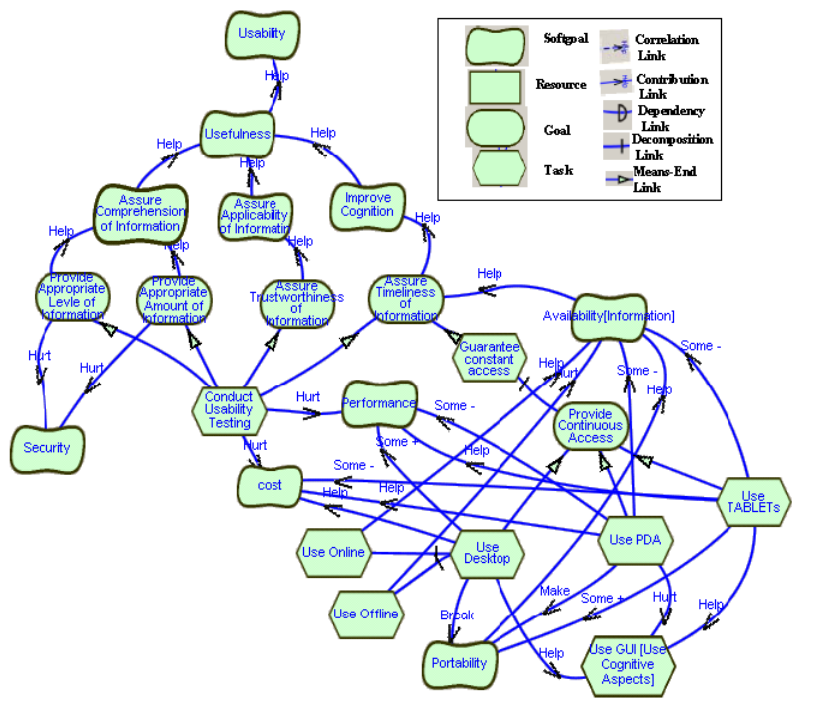 Usability
Help
Usefulness
Help
Help
Help
Assure
Comprehension
of Information
Assure
Applicability
of Informatin
Improve
Cognition
Help
Help
Help
Help
Provide
Appropriate
Levle of
Information
Provide
Appropriate
Amount of
Information
Assure
Trustworthiness
of
Information
Assure
Timeliness
of
Information
Help
Availability[Information]
Guarantee
constant
access
Hurt
Hurt
Security
Conduct
Usability
Testing
Hurt
Hurt
Performance
Some -
Some +
Help
Help
Hurt
Some -
Help
Some -
Provide
Continuous
Access
cost
Some -
Help
Help
Use
TABLETs
Use Online
Use
Desktop
Use PDA
Use Offline
Break
Make
Some +
Hurt
Help
Help
Portability
Use GUI [Use
Cognitive
Aspects]
Softgoal
Resource
Goal
Task
Correlation
Link
Contribution
Link
Dependency
Link
Decomposition
Link
Means-End
Link